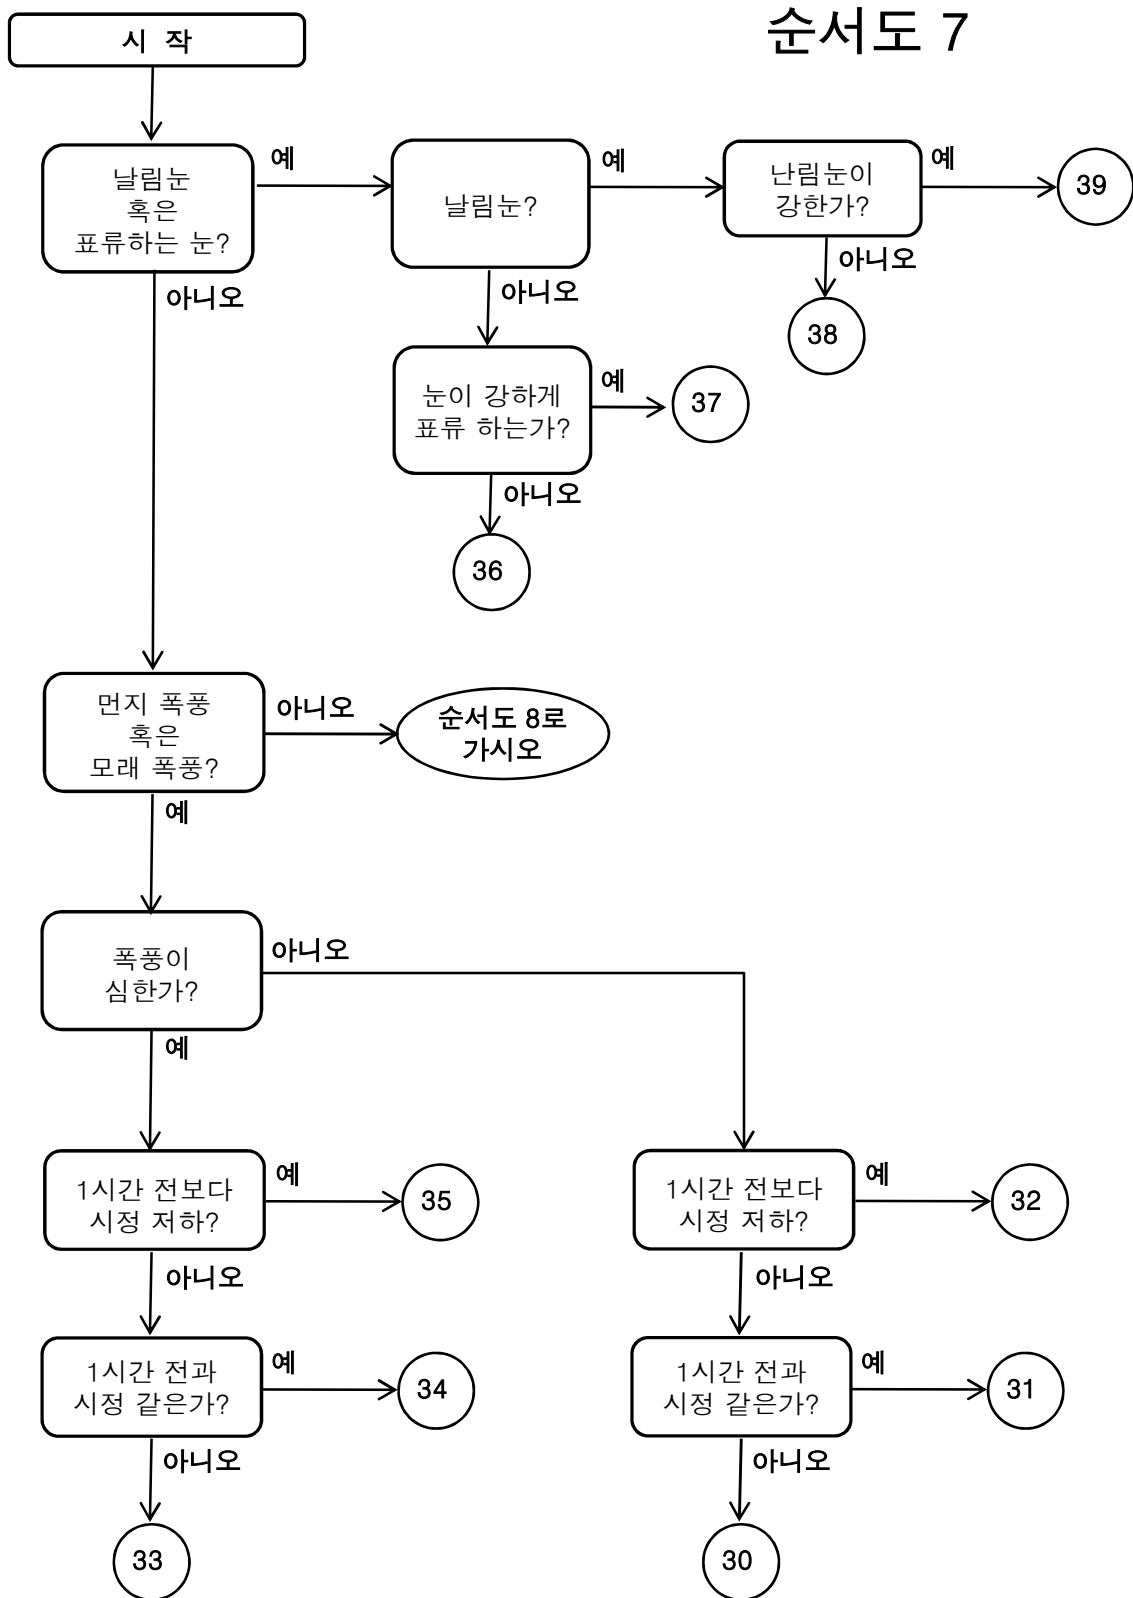 순서도 7
시 작
날림눈
혹은
표류하는 눈?
예
날림눈?
예
난림눈이
강한가?
예
39
아니오
38
아니오
눈이 강하게
표류 하는가?
예
37
아니오
36
아니오
먼지 폭풍
혹은
모래 폭풍?
아니오
순서도 8로
가시오
예
폭풍이
심한가?
아니오
예
1시간 전보다
시정 저하?
예
35
1시간 전보다
시정 저하?
예
32
아니오
아니오
1시간 전과
시정 같은가?
예
34
1시간 전과
시정 같은가?
예
31
아니오
아니오
33
30